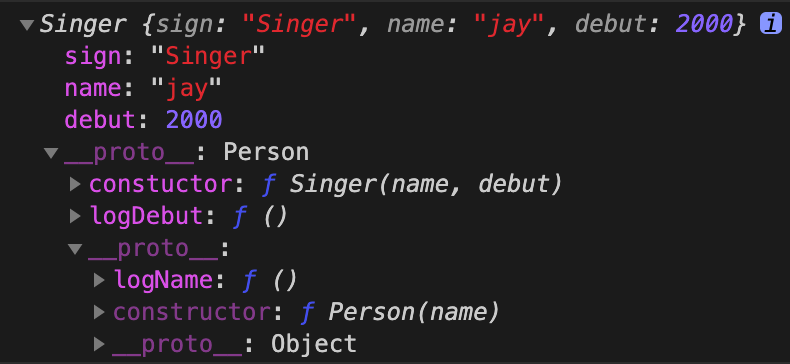 ▼Singer {sign: "Singer", name: "jay", debut: 2000} i
sign: "Singer"
name: "jay"
debut: 2000
▼__proto__: Person
▶constuctor: ƒ Singer(name, debut)
▶logDebut: ƒ ()
▼__proto__:
▶logName: ƒ ()
▶constructor: ƒ Person(name)
▶__proto__: Object